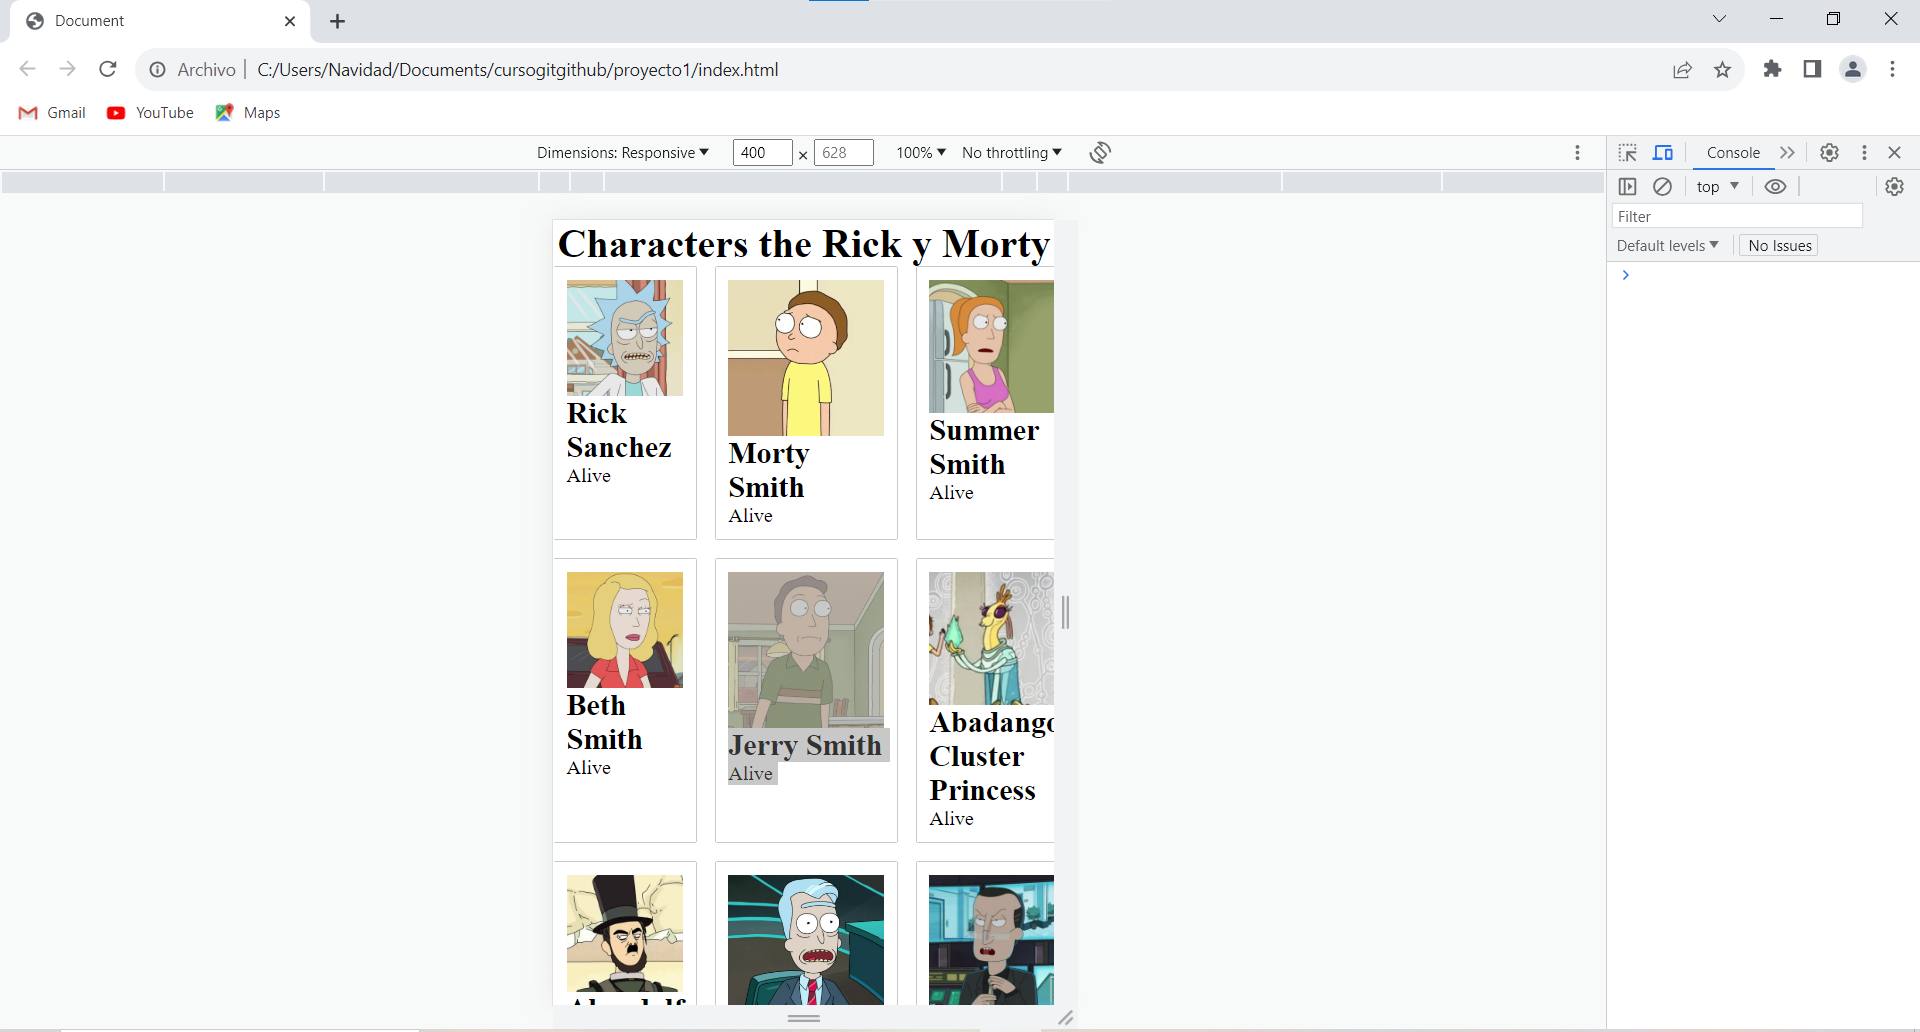 Document
Archivo
C:/Users/Navidad/Documents/cursogitgithub/proyecto1/index.html
Gmail
YouTube
Maps
Dimensions: Responsive
400 × 628
100%
No throttling
Console
top
Filter
Default levels
No Issues
Characters the Rick y Morty
Rick
Sanchez
Alive
Morty
Smith
Alive
Summer
Smith
Alive
Beth
Smith
Alive
Jerry Smith
Alive
Abadango
Cluster
Princess
Alive